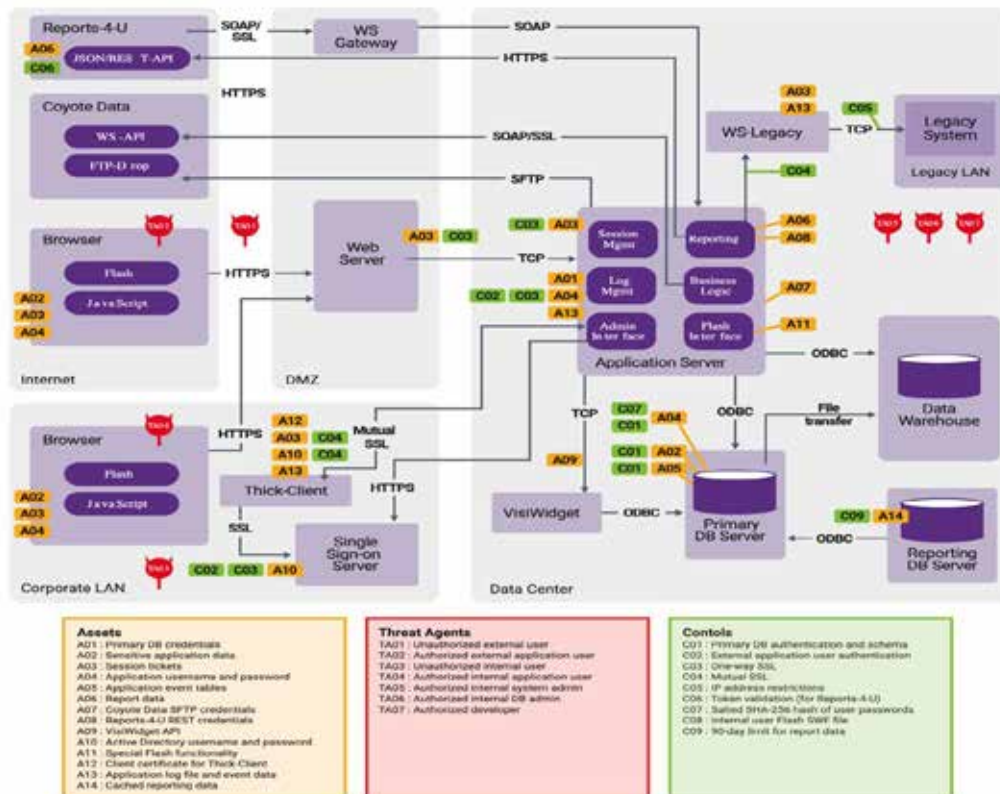 Reports-4-U
A06
C06
JSON/RES T-API
SOAP/
SSL
WS
Gateway
SOAP
HTTPS
HTTPS
Coyote Data
WS -API
FTP-D rop
SOAP/SSL
SFTP
A03
A13
WS-Legacy
C05
TCP
Legacy
System
Legacy LAN
C04
TA02
TA01
Browser
Flash
Java Script
A02
A03
A04
HTTPS
Internet
Web
Server
A03 C03
TCP
DMZ
C03 A03
Session
Mgmt
Reporting
A06
A08
A01
C02 C03 A04
A13
Log
Mgmt
Business
Logic
A07
Admin
Inter face
Flash
Inter face
A11
Application Server
ODBC
Data
Warehouse
Browser
Flash
Java Script
A02
A03
A04
HTTPS
A12
A03 C04
A10 C04
A13
Mutual
SSL
Thick-Client
HTTPS
SSL
Single
Sign-on
Server
C02 C03 A10
Corporate LAN
TCP
A09
VisiWidget
ODBC
C07 A04
C01
C01 A02
C01 A05
ODBC
File
transfer
Primary
DB Server
C09 A14
ODBC
Reporting
DB Server
Data Center
Assets
A01 : Primary DB credentials
A02 : Sensitive application data
A03 : Session tickets
A04 : Application username and password
A05 : Application event tables
A06 : Report data
A07 : Coyote Data SFTP credentials
A08 : Reports-4-U REST credentials
A09 : VisiWidget API
A10 : Active Directory username and password
A11 : Special Flash functionality
A12 : Client certificate for Thick-Client
A13 : Application log file and event data
A14 : Cached reporting data
Threat Agents
TA01 : Unauthorized external user
TA02 : Authorized external application user
TA03 : Unauthorized internal user
TA04 : Authorized internal application user
TA05 : Authorized internal system admin
TA06 : Authorized internal DB admin
TA07 : Authorized developer
Contols
C01 : Primary DB authentication and schema
C02 : External application user authentication
C03 : One-way SSL
C04 : Mutual SSL
C05 : IP address restrictions
C06 : Token validation (for Reports-4-U)
C07 : Salted SHA-256 hash of user passwords
C08 : Internal user Flash SWF file
C09 : 90-day limit for report data